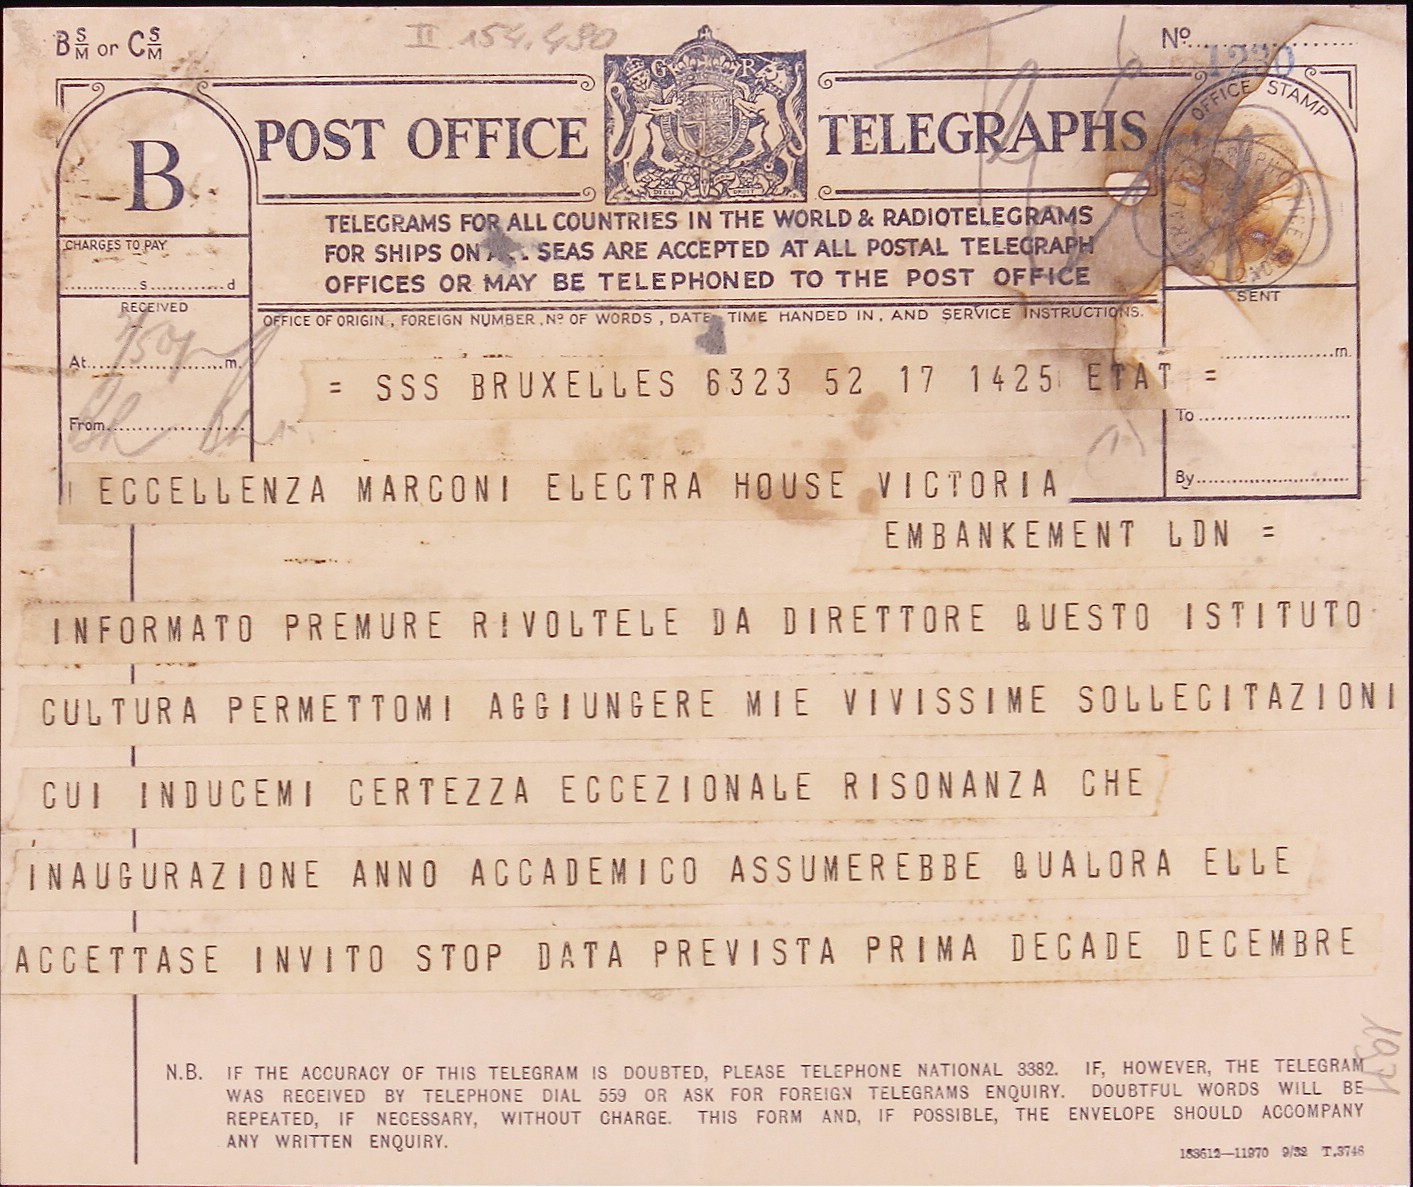 B S/M or C S/M
II 154.490
Nº 1230
B
POST OFFICE TELEGRAPHS
G R
OFFICE STAMP
TELEGRAMS FOR ALL COUNTRIES IN THE WORLD & RADIOTELEGRAMS
FOR SHIPS ON ALL SEAS ARE ACCEPTED AT ALL POSTAL TELEGRAPH
OFFICES OR MAY BE TELEPHONED TO THE POST OFFICE
CHARGES TO PAY
s d
RECEIVED
At m.
From
OFFICE OF ORIGIN, FOREIGN NUMBER, Nº OF WORDS, DATE, TIME HANDED IN, AND SERVICE INSTRUCTIONS.
SENT
m.
To
By
= SSS BRUXELLES 6323 52 17 1425 ETAT =
ECCELLENZA MARCONI ELECTRA HOUSE VICTORIA
EMBANKEMENT LDN =
INFORMATO PREMURE RIVOLTELE DA DIRETTORE QUESTO ISTITUTO
CULTURA PERMETTOMI AGGIUNGERE MIE VIVISSIME SOLLECITAZIONI
CUI INDUCEMI CERTEZZA ECCEZIONALE RISONANZA CHE
INAUGURAZIONE ANNO ACCADEMICO ASSUMEREBBE QUALORA ELLE
ACCETTASE INVITO STOP DATA PREVISTA PRIMA DECADE DECEMBRE
N.B. IF THE ACCURACY OF THIS TELEGRAM IS DOUBTED, PLEASE TELEPHONE NATIONAL 3382. IF, HOWEVER, THE TELEGRAM
WAS RECEIVED BY TELEPHONE DIAL 559 OR ASK FOR FOREIGN TELEGRAMS ENQUIRY. DOUBTFUL WORDS WILL BE
REPEATED, IF NECESSARY, WITHOUT CHARGE. THIS FORM AND, IF POSSIBLE, THE ENVELOPE SHOULD ACCOMPANY
ANY WRITTEN ENQUIRY.
183612—11970 9/32 T.3746